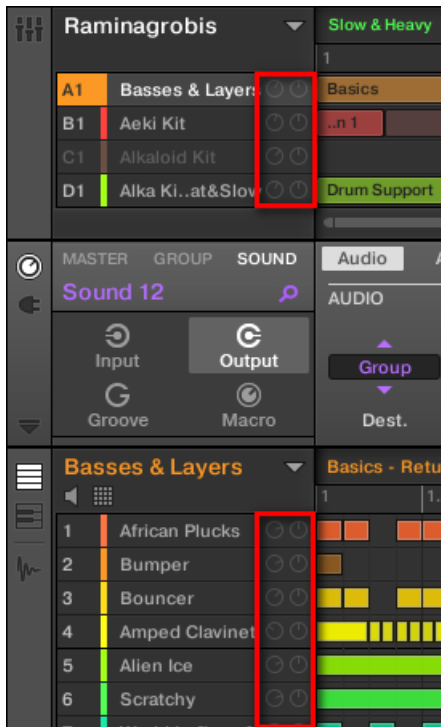 Raminagrobis Slow & Heavy
1
A1 Basses & Layers Basics
B1 Aeki Kit ..n 1
C1 Alkaloid Kit
D1 Alka Ki..at&Slow Drum Support
MASTER GROUP SOUND Audio
Sound 12 AUDIO
Input Output Group
Groove Macro Dest.
Basses & Layers Basics - Retu
1 1.
1 African Plucks
2 Bumper
3 Bouncer
4 Amped Clavinet
5 Alien Ice
6 Scratchy